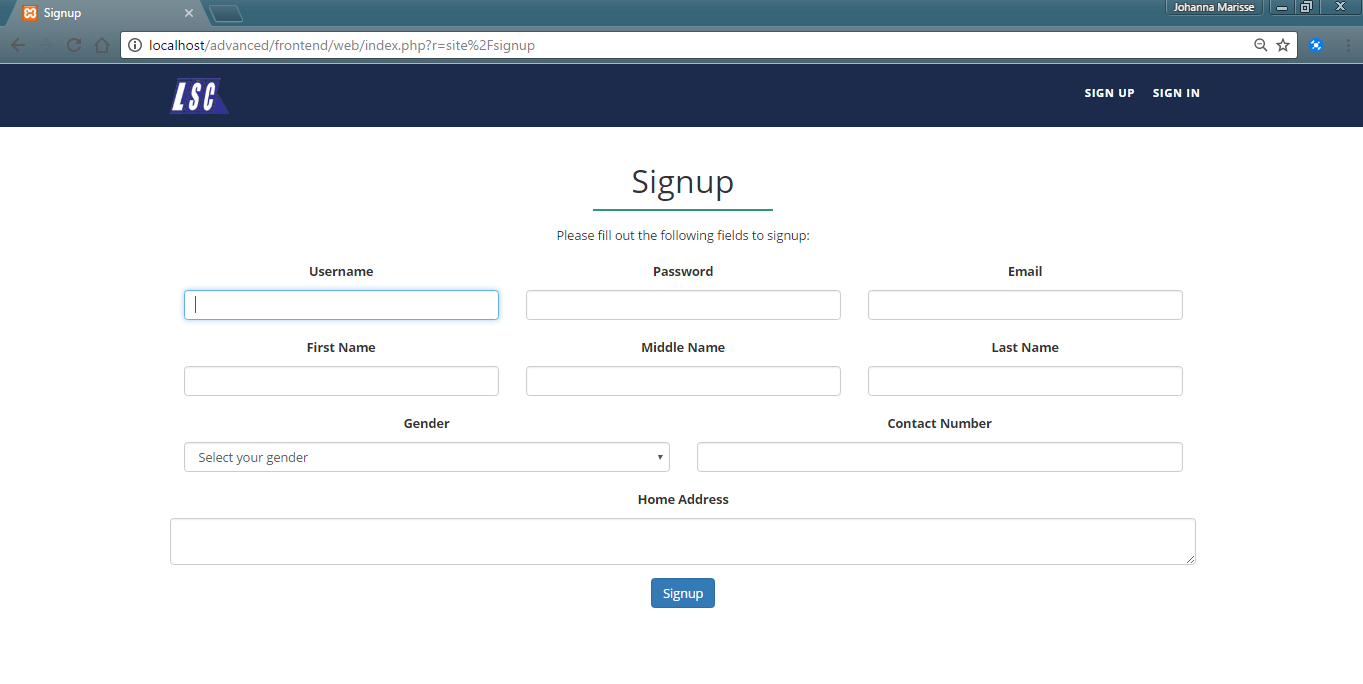 Signup
Johanna Marisse
localhost/advanced/frontend/web/index.php?r=site%2Fsignup
LSC
SIGN UP SIGN IN
Signup
Please fill out the following fields to signup:
Username Password Email
First Name Middle Name Last Name
Gender Contact Number
Select your gender
Home Address
Signup